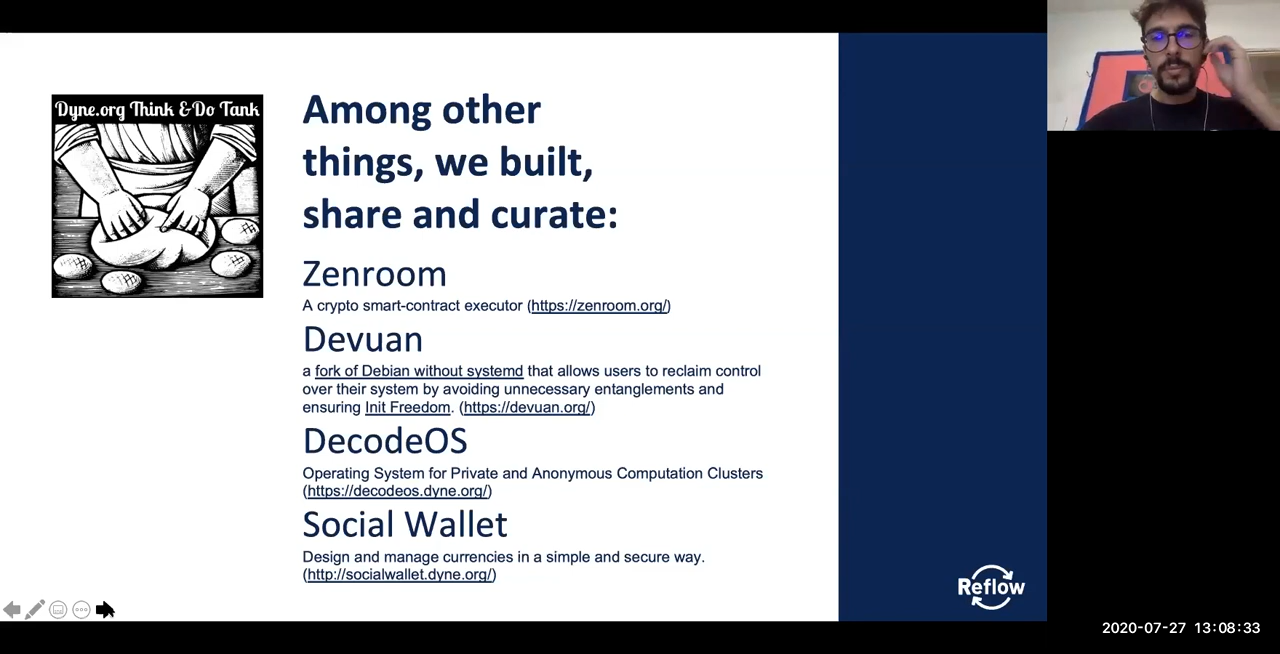 Dyne.org Think & Do Tank
Among other
things, we built,
share and curate:
Zenroom
A crypto smart-contract executor (https://zenroom.org/)
Devuan
a fork of Debian without systemd that allows users to reclaim control
over their system by avoiding unnecessary entanglements and
ensuring Init Freedom. (https://devuan.org/)
DecodeOS
Operating System for Private and Anonymous Computation Clusters
(https://decodeos.dyne.org/)
Social Wallet
Design and manage currencies in a simple and secure way.
(http://socialwallet.dyne.org/)
Reflow
2020-07-27 13:08:33